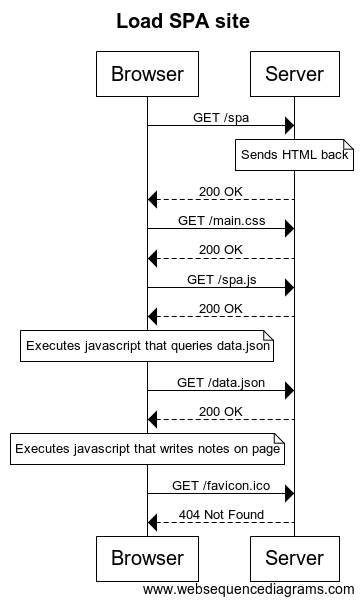 Load SPA site
Browser Server
GET /spa
Sends HTML back
200 OK
GET /main.css
200 OK
GET /spa.js
200 OK
Executes javascript that queries data.json
GET /data.json
200 OK
Executes javascript that writes notes on page
GET /favicon.ico
404 Not Found
Browser Server
www.websequencediagrams.com